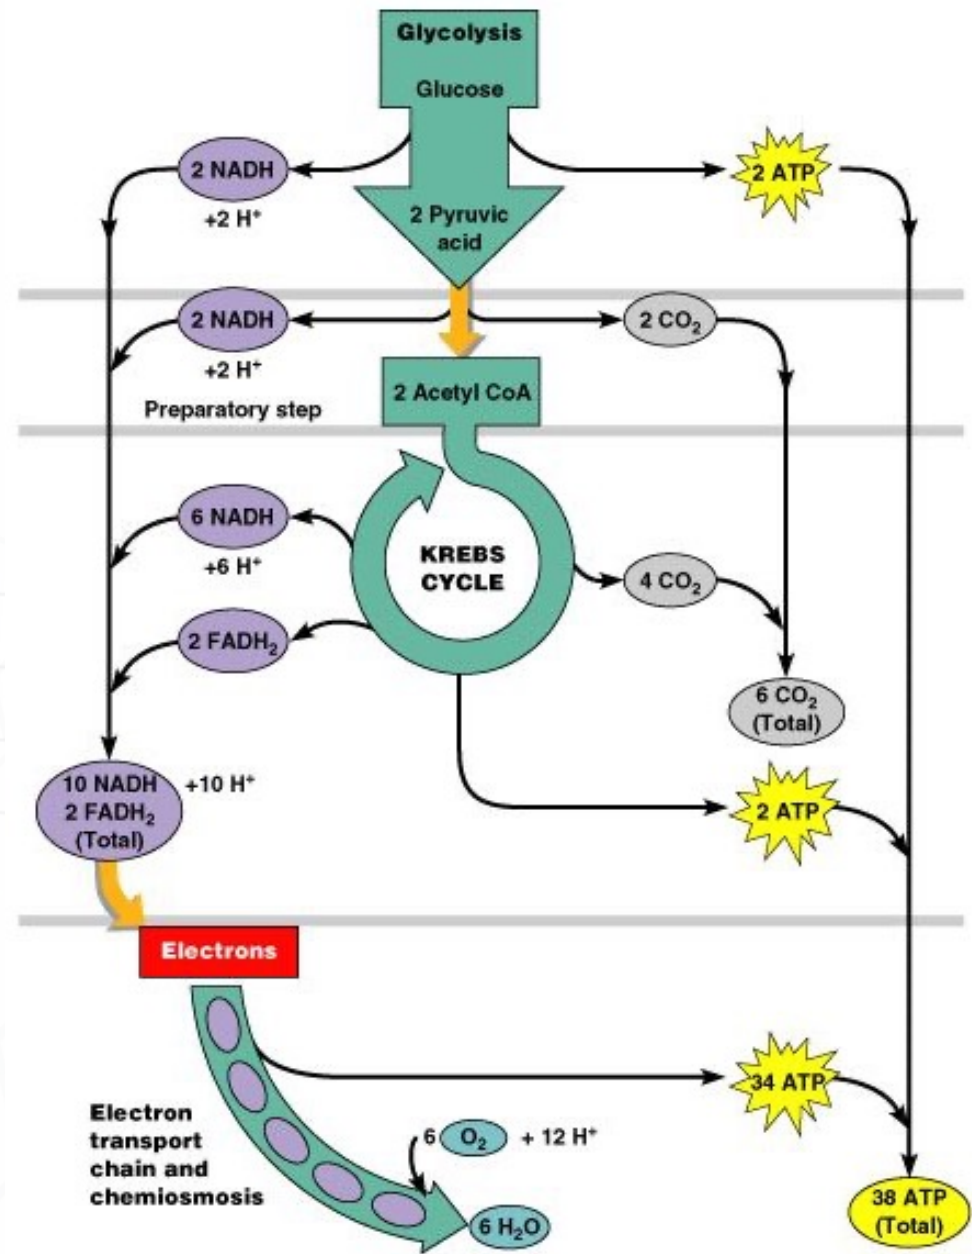 Glycolysis
Glucose
2 NADH
+2 H⁺
2 ATP
2 Pyruvic
acid
2 NADH
+2 H⁺
2 CO₂
Preparatory step
2 Acetyl CoA
6 NADH
+6 H⁺
KREBS
CYCLE
4 CO₂
2 FADH₂
6 CO₂
(Total)
10 NADH
2 FADH₂
(Total)
+10 H⁺
2 ATP
Electrons
34 ATP
Electron
transport
chain and
chemiosmosis
6 O₂ + 12 H⁺
6 H₂O
38 ATP
(Total)